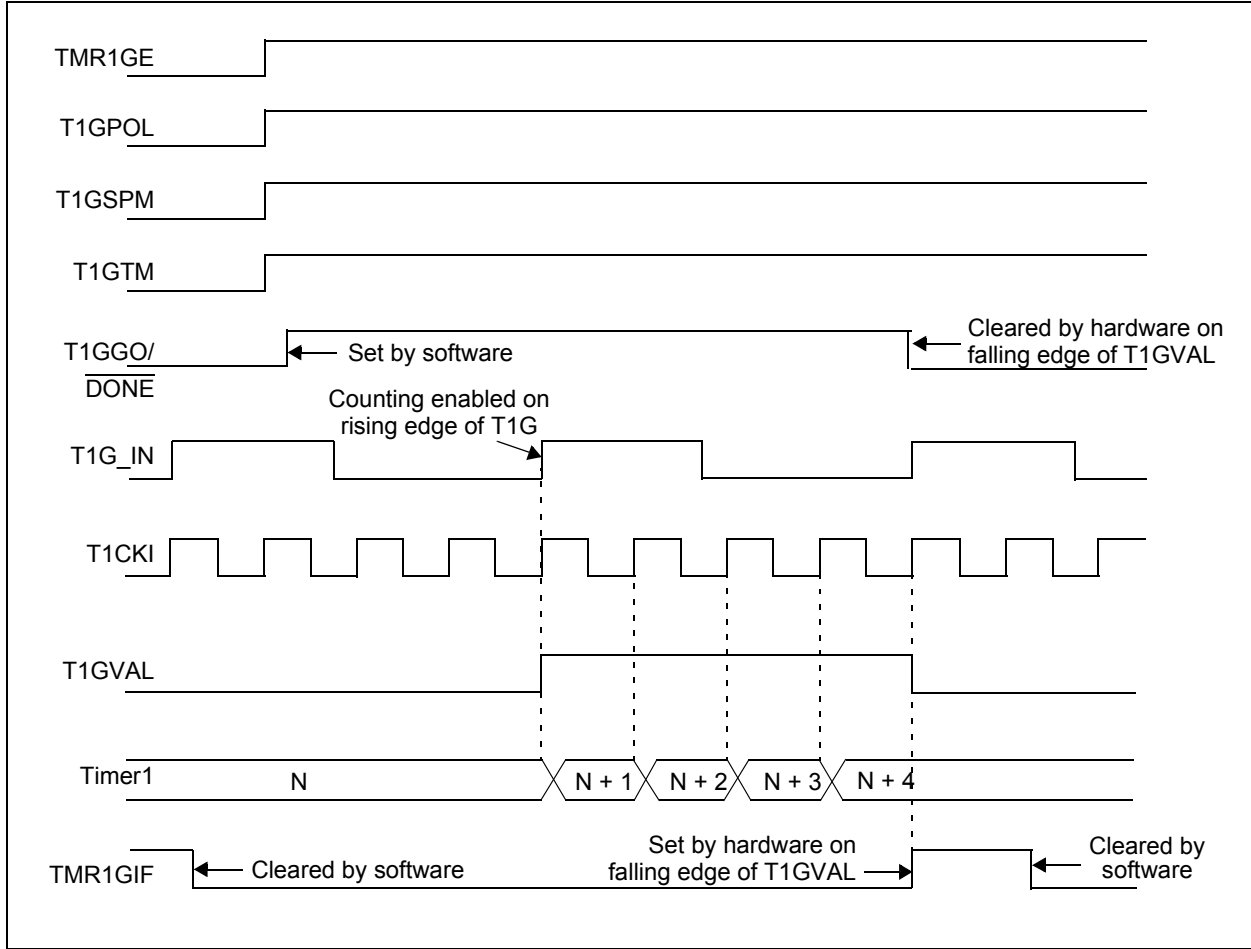 TMR1GE
T1GPOL
T1GSPM
T1GTM
T1GGO/
DONE
Set by software
Cleared by hardware on
falling edge of T1GVAL
Counting enabled on
rising edge of T1G
T1G_IN
T1CKI
T1GVAL
Timer1
N
N + 1
N + 2
N + 3
N + 4
TMR1GIF
Cleared by software
Set by hardware on
falling edge of T1GVAL
Cleared by
software